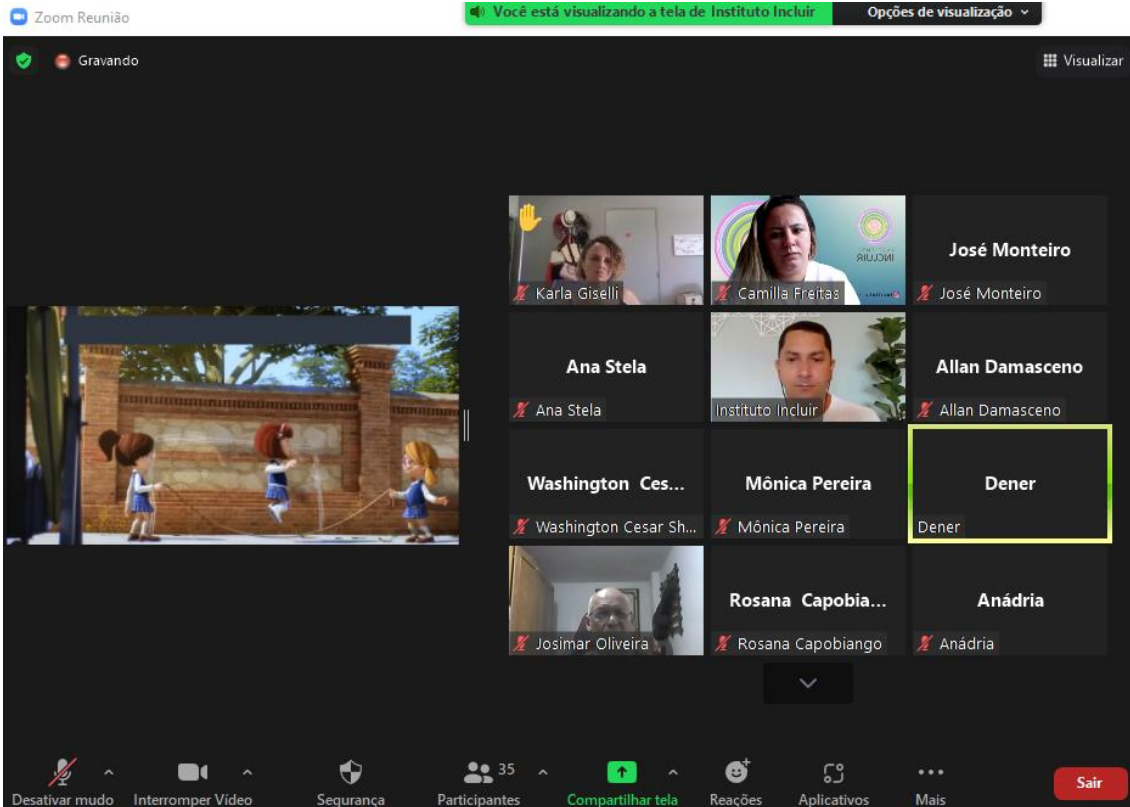 Zoom Reunião
Você está visualizando a tela de Instituto Incluir
Opções de visualização
Gravando
Visualizar
Karla Giselli
INCLUIR
Camilla Freitas
José Monteiro
José Monteiro
Ana Stela
Ana Stela
Instituto Incluir
Allan Damasceno
Allan Damasceno
Washington Ces...
Washington Cesar Sh...
Mônica Pereira
Mônica Pereira
Dener
Dener
Josimar Oliveira
Rosana Capobia...
Rosana Capobiango
Anádria
Anádria
Desativar mudo
Interromper Vídeo
Segurança
35
Participantes
Compartilhar tela
Reações
Aplicativos
Mais
Sair